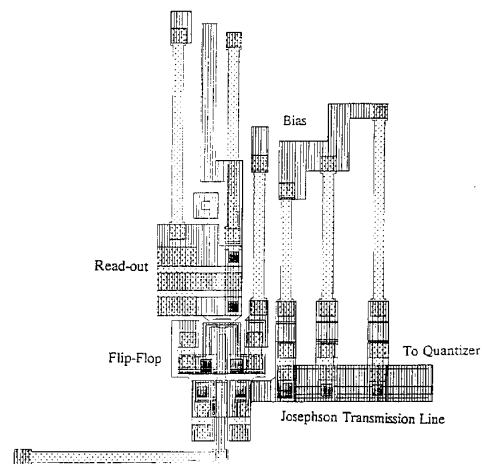 Bias
Read-out
Flip-Flop
To Quantizer
Josephson Transmission Line